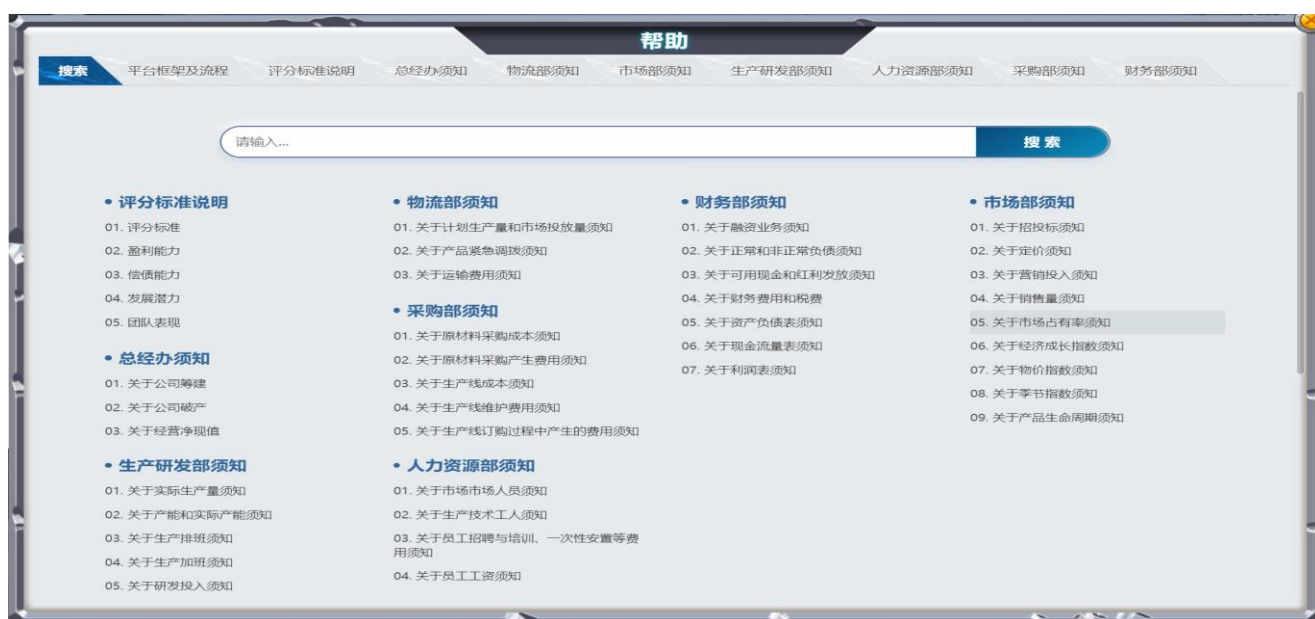 帮助
搜索
平台框架及流程
评分标准说明
总经办须知
物流部须知
市场部须知
生产研发部须知
人力资源部须知
采购部须知
财务部须知
请输入...
搜索
• 评分标准说明
01. 评分标准
02. 盈利能力
03. 偿债能力
04. 发展潜力
05. 团队表现
• 总经办须知
01. 关于公司筹建
02. 关于公司破产
03. 关于经营净现值
• 生产研发部须知
01. 关于实际生产量须知
02. 关于产能和实际产能须知
03. 关于生产排班须知
04. 关于生产加班须知
05. 关于研发投入须知
• 物流部须知
01. 关于计划生产量和市场投放量须知
02. 关于产品紧急调拨须知
03. 关于运输费用须知
• 采购部须知
01. 关于原材料采购成本须知
02. 关于原材料采购产生费用须知
03. 关于生产线成本须知
04. 关于生产线维护费用须知
05. 关于生产线订购过程中产生的费用须知
• 人力资源部须知
01. 关于市场市场人员须知
02. 关于生产技术工人须知
03. 关于员工招聘与培训、一次性安置等费
用须知
04. 关于员工工资须知
• 财务部须知
01. 关于融资业务须知
02. 关于正常和非正常负债须知
03. 关于可用现金和红利发放须知
04. 关于财务费用和税费
05. 关于资产负债表须知
06. 关于现金流量表须知
07. 关于利润表须知
• 市场部须知
01. 关于招投标须知
02. 关于定价须知
03. 关于营销投入须知
04. 关于销售量须知
05. 关于市场占有率须知
06. 关于经济成长指数须知
07. 关于物价指数须知
08. 关于季节指数须知
09. 关于产品生命周期须知